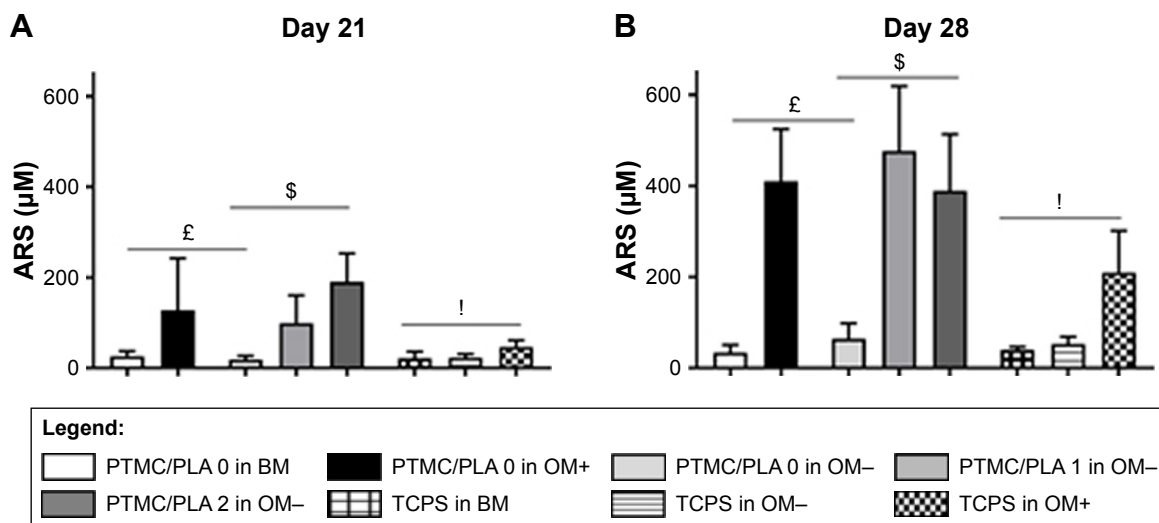 A
Day 21
ARS (µM)
600
400
200
0
£
$
!
B
Day 28
ARS (µM)
600
400
200
0
£
$
!
Legend:
PTMC/PLA 0 in BM
PTMC/PLA 0 in OM+
PTMC/PLA 0 in OM–
PTMC/PLA 1 in OM–
PTMC/PLA 2 in OM–
TCPS in BM
TCPS in OM–
TCPS in OM+